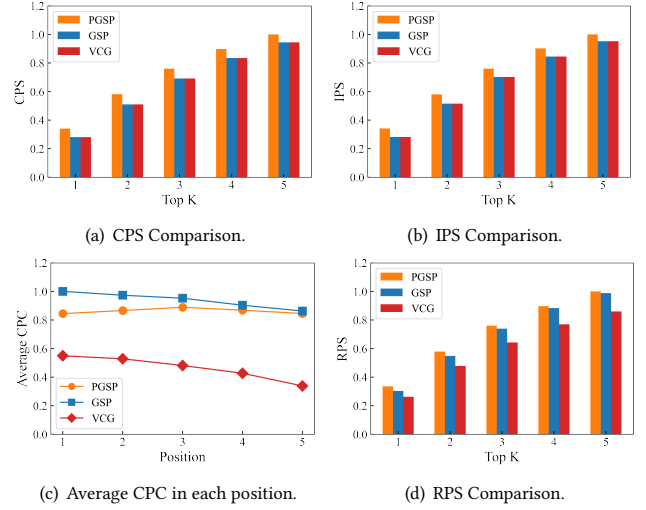 1.2
1.0
0.8
0.6
0.4
0.2
0.0
CPS
PGSP
GSP
VCG
1 2 3 4 5
Top K
(a) CPS Comparison.
1.2
1.0
0.8
0.6
0.4
0.2
0.0
IPS
PGSP
GSP
VCG
1 2 3 4 5
Top K
(b) IPS Comparison.
1.2
1.0
0.8
0.6
0.4
0.2
0.0
Average CPC
PGSP
GSP
VCG
1 2 3 4 5
Position
(c) Average CPC in each position.
1.2
1.0
0.8
0.6
0.4
0.2
0.0
RPS
PGSP
GSP
VCG
1 2 3 4 5
Top K
(d) RPS Comparison.